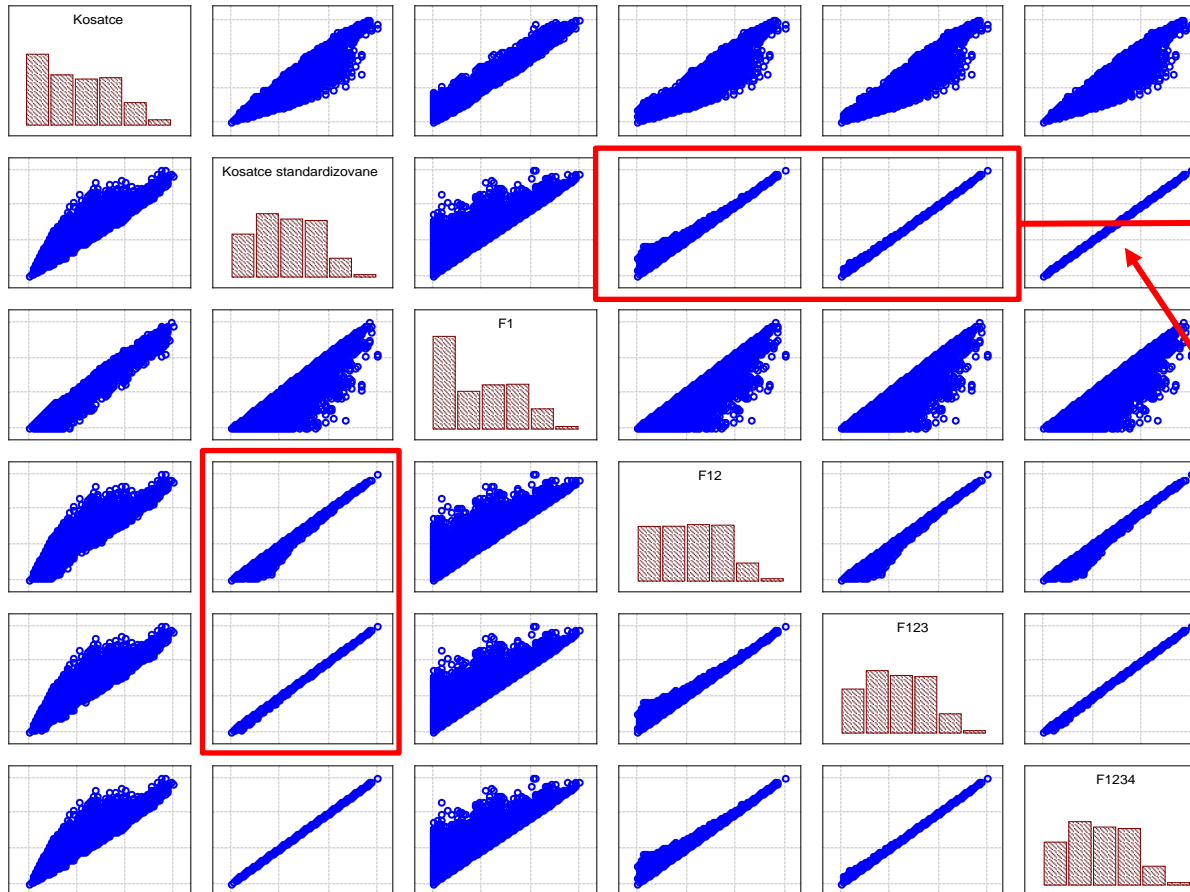 Kosatce
Kosatce standardizovane
F1
F12
F123
F1234